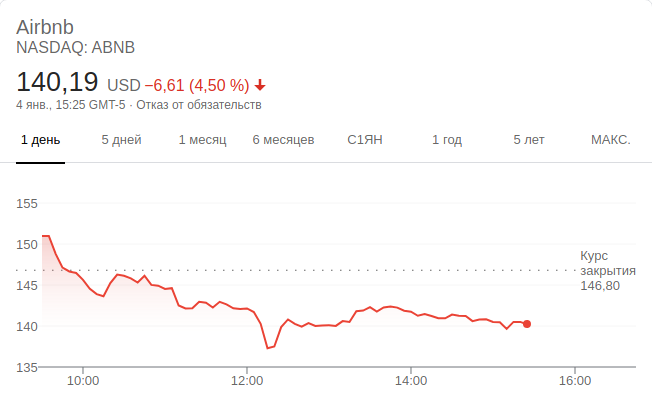 Airbnb
NASDAQ: ABNB
140,19 USD −6,61 (4,50 %)
4 янв., 15:25 GMT-5 · Отказ от обязательств
1 день 5 дней 1 месяц 6 месяцев С1ЯН 1 год 5 лет МАКС.
155
150
Курс
закрытия
146,80
145
140
135
10:00 12:00 14:00 16:00